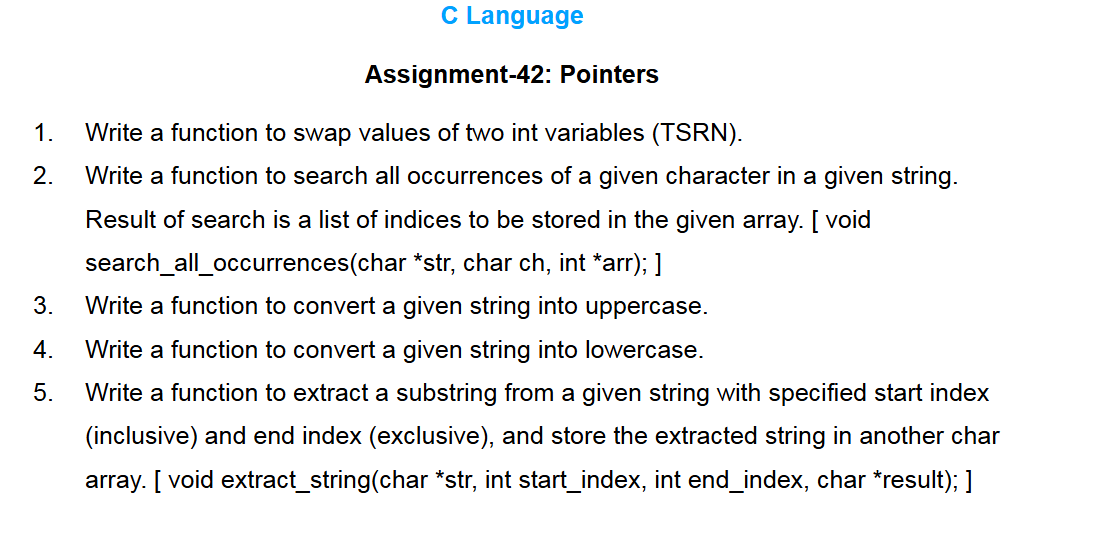 C Language
Assignment-42: Pointers
1. Write a function to swap values of two int variables (TSRN).
2. Write a function to search all occurrences of a given character in a given string.
Result of search is a list of indices to be stored in the given array. [ void
search_all_occurrences(char *str, char ch, int *arr); ]
3. Write a function to convert a given string into uppercase.
4. Write a function to convert a given string into lowercase.
5. Write a function to extract a substring from a given string with specified start index
(inclusive) and end index (exclusive), and store the extracted string in another char
array. [ void extract_string(char *str, int start_index, int end_index, char *result); ]